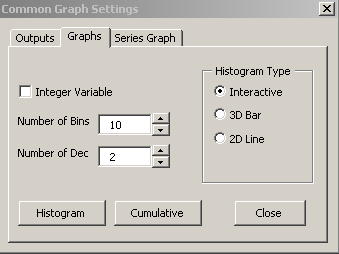 Common Graph Settings
Outputs Graphs Series Graph
Integer Variable
Number of Bins 10
Number of Dec 2
Histogram Type
Interactive
3D Bar
2D Line
Histogram Cumulative Close